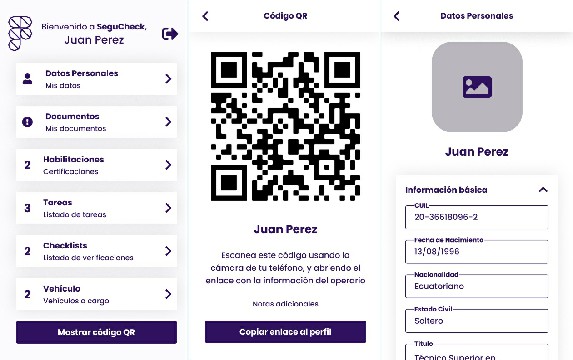 Bienvenido a SeguCheck,
Juan Perez
Datos Personales
Mis datos
Documentos
Mis documentos
2
Habilitaciones
Certificaciones
3
Tareas
Listado de tareas
2
Checklists
Listado de verificaciones
2
Vehículo
Vehículos a cargo
Mostrar código QR
Código QR
Juan Perez
Escanea este código usando la
cámara de tu teléfono, y abriendo el
enlace con la información del operario
Notas adicionales
Copiar enlace al perfil
Datos Personales
Juan Perez
Información básica
CUIL
20-36618096-2
Fecha de Nacimiento
13/08/1996
Nacionalidad
Ecuatoriano
Estado Civil
Soltero
Titulo
Técnico Superior en